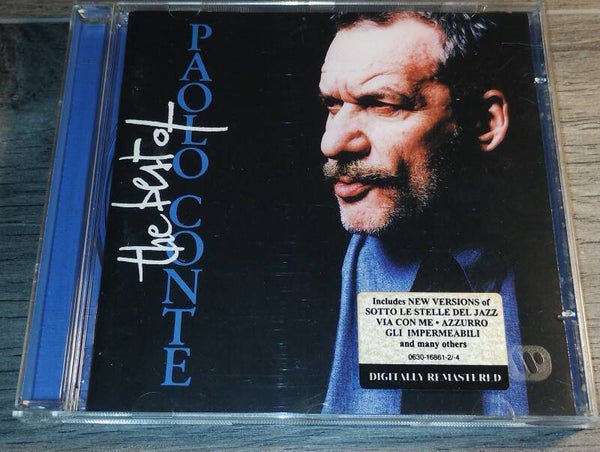 the best of
PAOLO CONTE
Includes NEW VERSIONS of
SOTTO LE STELLE DEL JAZZ
VIA CON ME • AZZURRO
GLI IMPERMEABILI
and many others
0630-16861-2/-4
DIGITALLY REMASTERED